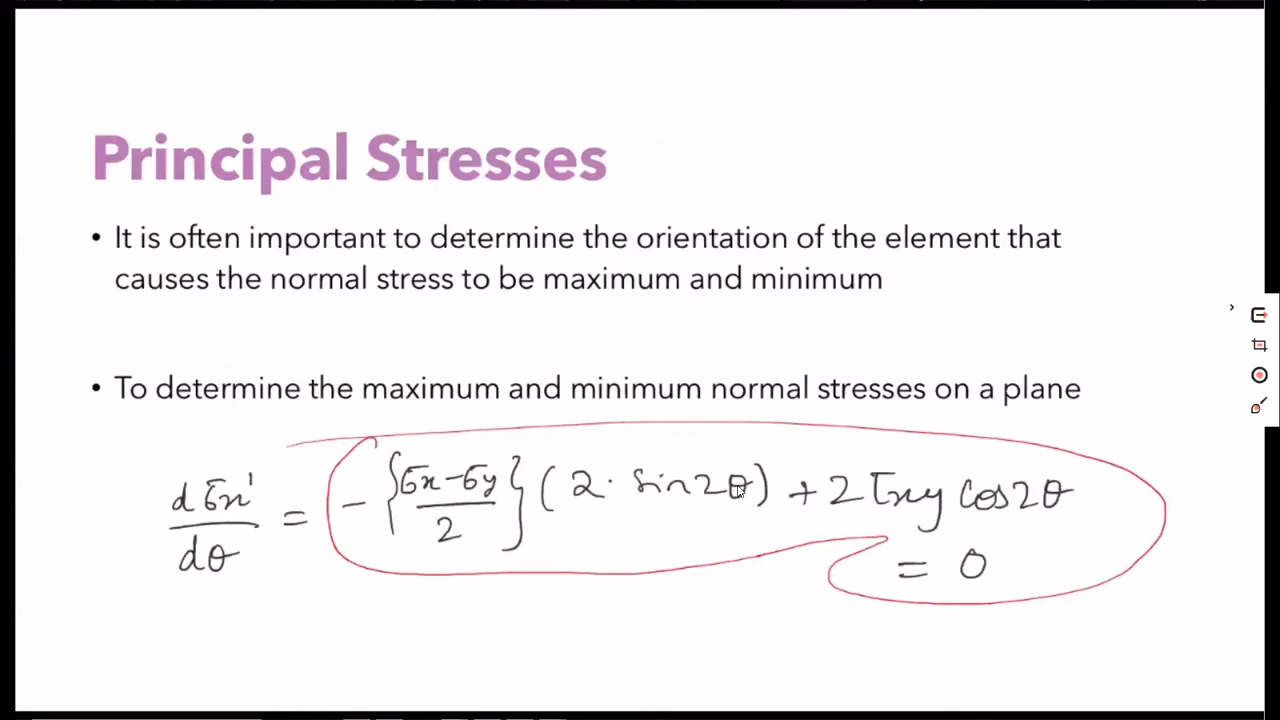 Principal Stresses
• It is often important to determine the orientation of the element that
causes the normal stress to be maximum and minimum
• To determine the maximum and minimum normal stresses on a plane
dσx'/dθ = - {σx-σy/2} (2· sin2θ) + 2τxy cos2θ
= 0